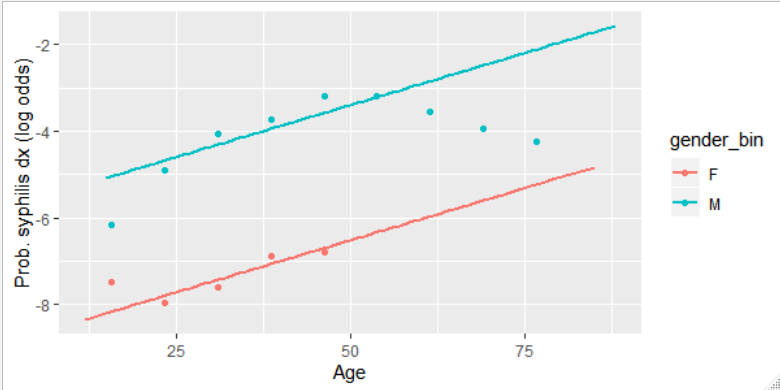 Prob. syphilis dx (log odds)
-2
-4
-6
-8
25
50
75
Age
gender_bin
F
M